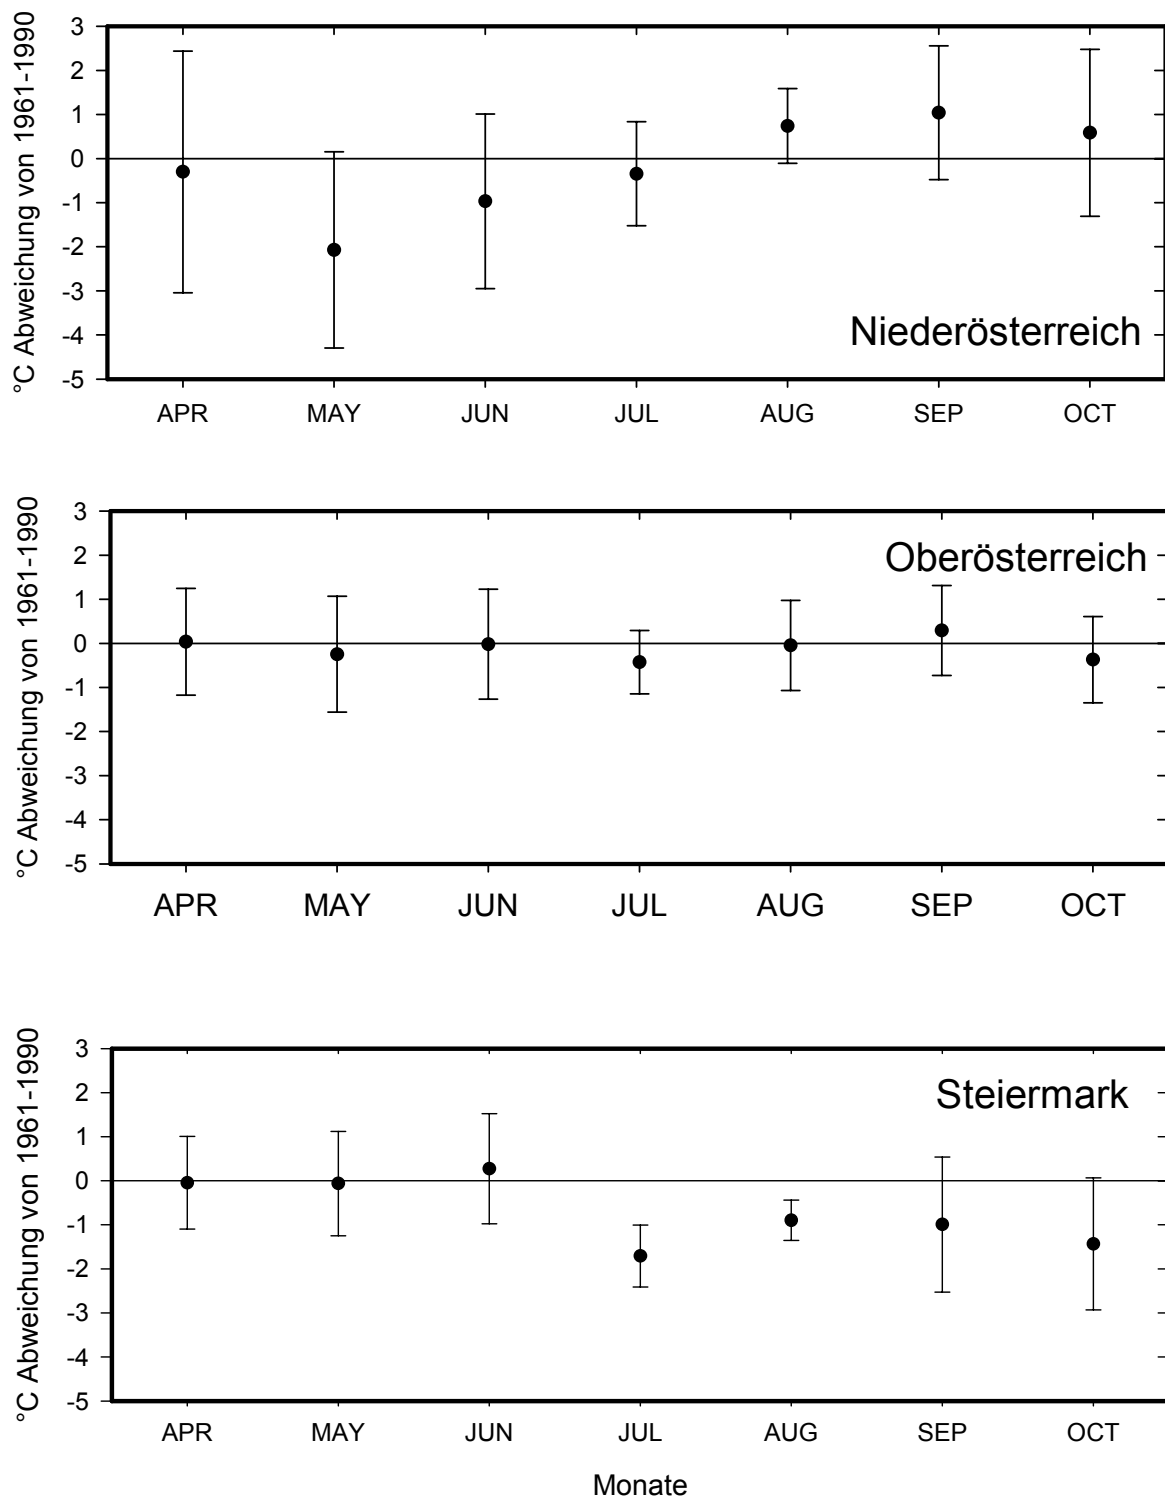 °C Abweichung von 1961-1990
3
2
1
0
-1
-2
-3
-4
-5
Niederösterreich
APR MAY JUN JUL AUG SEP OCT
°C Abweichung von 1961-1990
3
2
1
0
-1
-2
-3
-4
-5
Oberösterreich
APR MAY JUN JUL AUG SEP OCT
°C Abweichung von 1961-1990
3
2
1
0
-1
-2
-3
-4
-5
Steiermark
APR MAY JUN JUL AUG SEP OCT
Monate